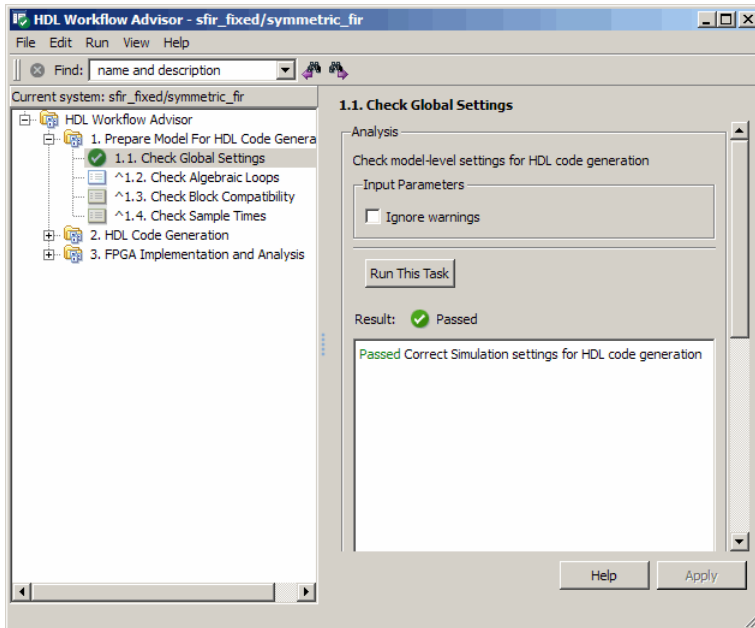 HDL Workflow Advisor - sfir_fixed/symmetric_fir
File Edit Run View Help
Find: name and description
Current system: sfir_fixed/symmetric_fir
HDL Workflow Advisor
1. Prepare Model For HDL Code Genera
1.1. Check Global Settings
^1.2. Check Algebraic Loops
^1.3. Check Block Compatibility
^1.4. Check Sample Times
2. HDL Code Generation
3. FPGA Implementation and Analysis
1.1. Check Global Settings
Analysis
Check model-level settings for HDL code generation
Input Parameters
Ignore warnings
Run This Task
Result: Passed
Passed Correct Simulation settings for HDL code generation
Help Apply